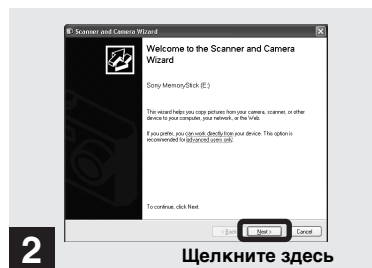 Scanner and Camera Wizard
Welcome to the Scanner and Camera
Wizard
Sony MemoryStick (E:)
This wizard helps you copy pictures from your camera, scanner, or other
device to your computer, your network, or the Web.
If you prefer, you can work directly from your device. This option is
recommended for advanced users only.
To continue, click Next.
< Back Next > Cancel
2
Щелкните здесь